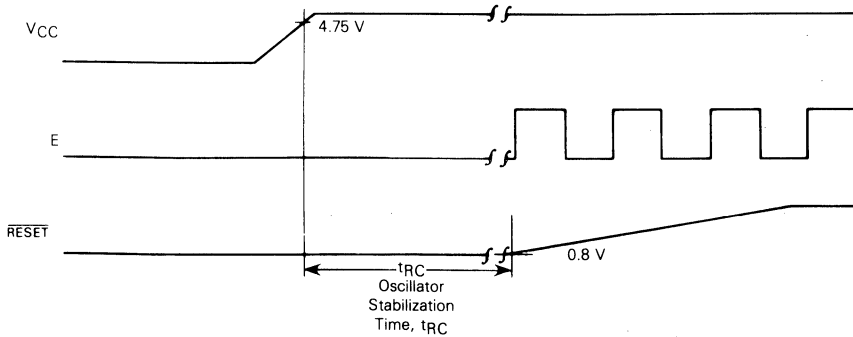 VCC
4.75 V
E
RESET
0.8 V
tRC
Oscillator
Stabilization
Time, tRC